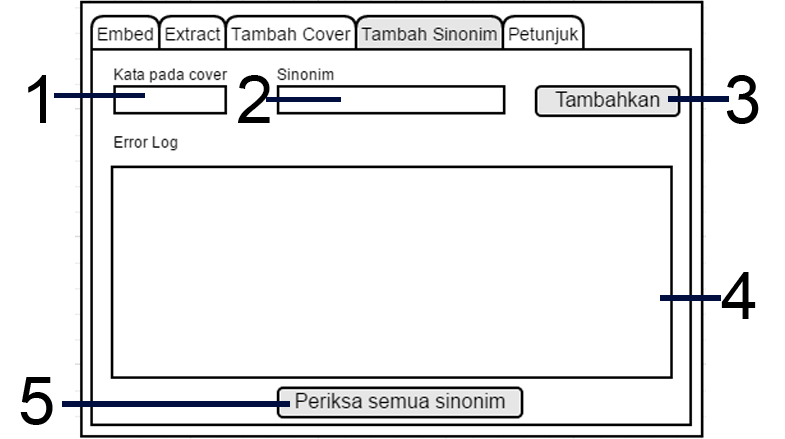 Embed Extract Tambah Cover Tambah Sinonim Petunjuk
Kata pada cover Sinonim
1 2 Tambahkan 3
Error Log
4
5 Periksa semua sinonim